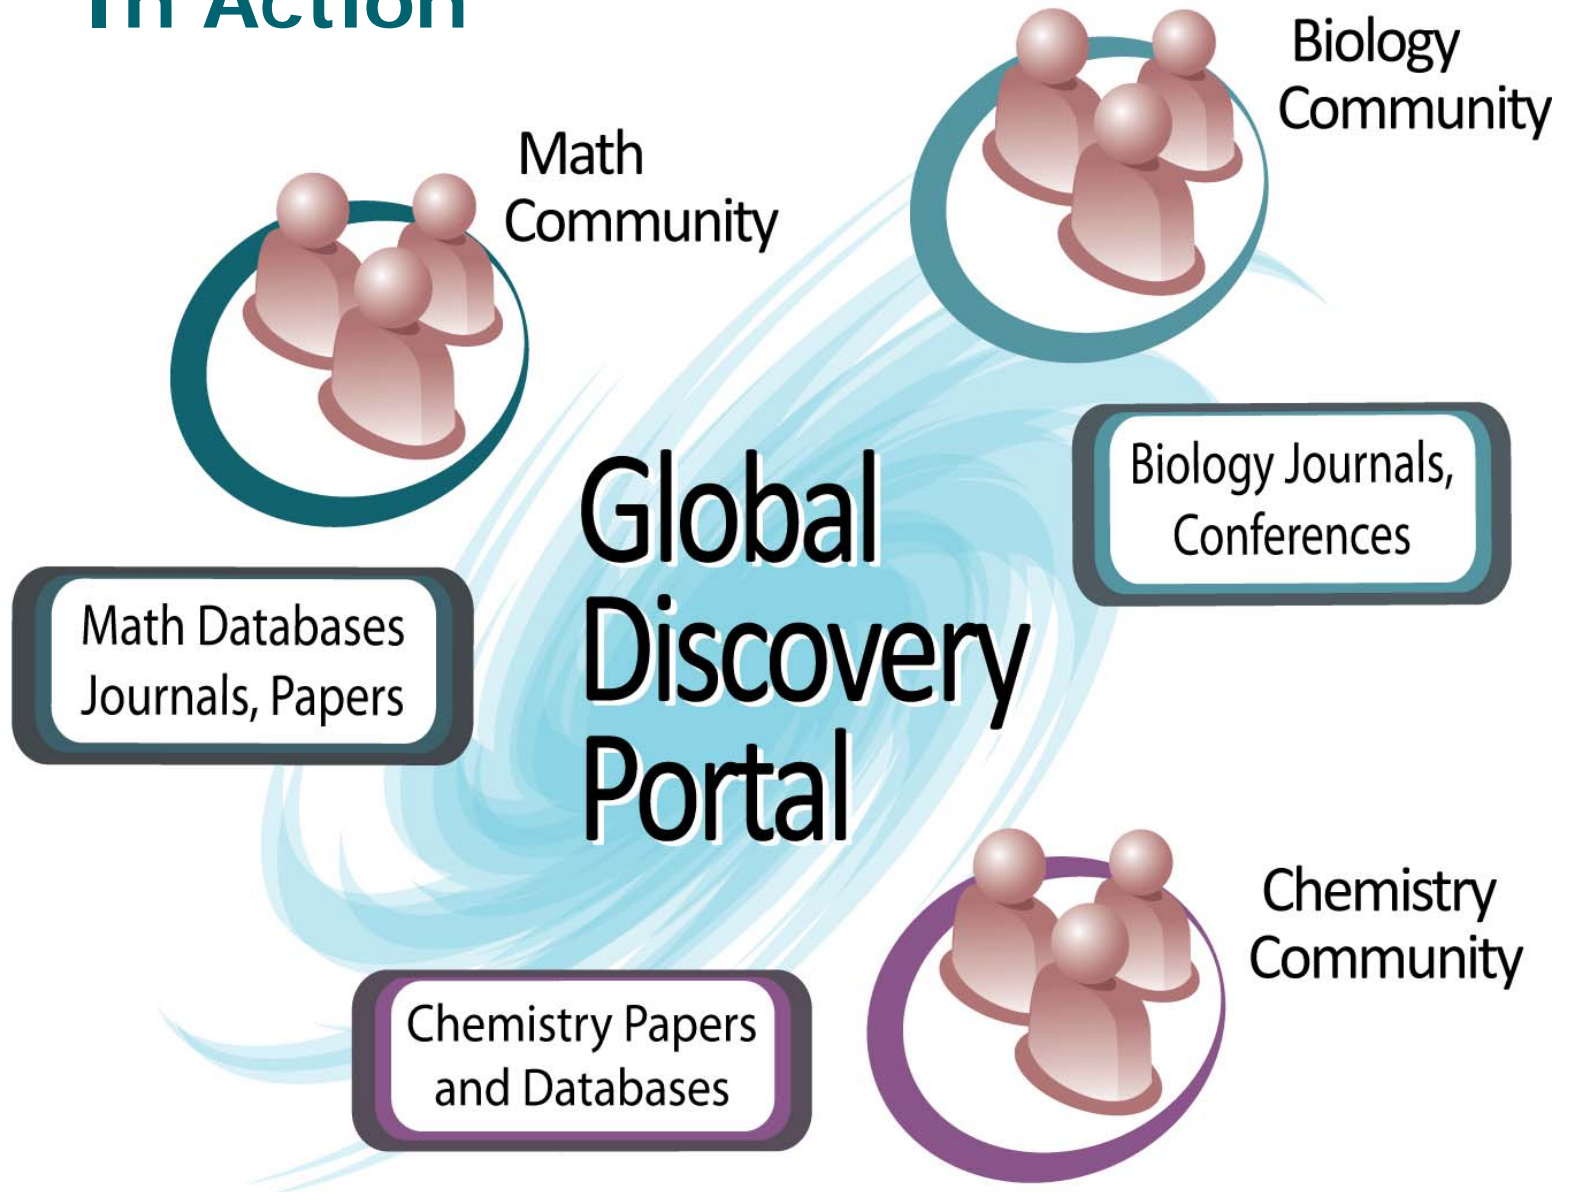 In Action
Biology
Community
Math
Community
Global
Discovery
Portal
Biology Journals,
Conferences
Math Databases
Journals, Papers
Chemistry
Community
Chemistry Papers
and Databases